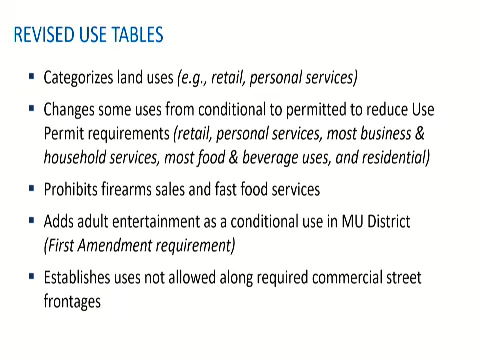 REVISED USE TABLES
▪ Categorizes land uses (e.g., retail, personal services)
▪ Changes some uses from conditional to permitted to reduce Use
Permit requirements (retail, personal services, most business &
household services, most food & beverage uses, and residential)
▪ Prohibits firearms sales and fast food services
▪ Adds adult entertainment as a conditional use in MU District
(First Amendment requirement)
▪ Establishes uses not allowed along required commercial street
frontages